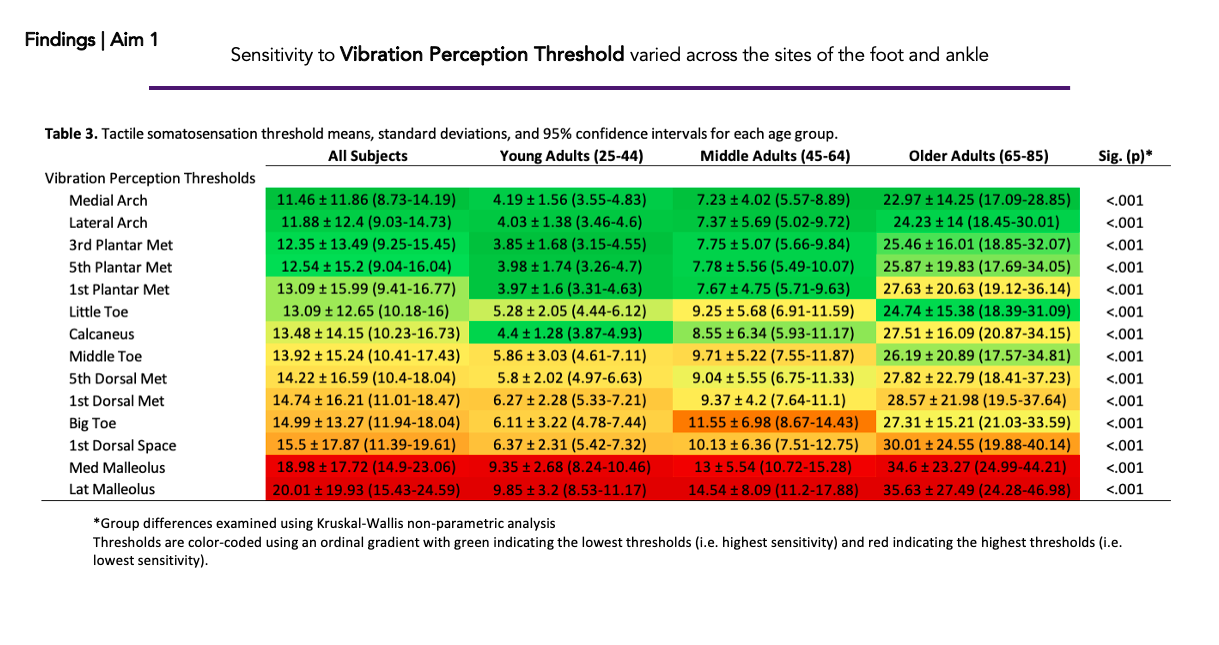 Findings | Aim 1
Sensitivity to Vibration Perception Threshold varied across the sites of the foot and ankle
Table 3. Tactile somatosensation threshold means, standard deviations, and 95% confidence intervals for each age group.
All Subjects Young Adults (25-44) Middle Adults (45-64) Older Adults (65-85) Sig. (p)*
Vibration Perception Thresholds
Medial Arch 11.46 ± 11.86 (8.73-14.19) 4.19 ± 1.56 (3.55-4.83) 7.23 ± 4.02 (5.57-8.89) 22.97 ± 14.25 (17.09-28.85) <.001
Lateral Arch 11.88 ± 12.4 (9.03-14.73) 4.03 ± 1.38 (3.46-4.6) 7.37 ± 5.69 (5.02-9.72) 24.23 ± 14 (18.45-30.01) <.001
3rd Plantar Met 12.35 ± 13.49 (9.25-15.45) 3.85 ± 1.68 (3.15-4.55) 7.75 ± 5.07 (5.66-9.84) 25.46 ± 16.01 (18.85-32.07) <.001
5th Plantar Met 12.54 ± 15.2 (9.04-16.04) 3.98 ± 1.74 (3.26-4.7) 7.78 ± 5.56 (5.49-10.07) 25.87 ± 19.83 (17.69-34.05) <.001
1st Plantar Met 13.09 ± 15.99 (9.41-16.77) 3.97 ± 1.6 (3.31-4.63) 7.67 ± 4.75 (5.71-9.63) 27.63 ± 20.63 (19.12-36.14) <.001
Little Toe 13.09 ± 12.65 (10.18-16) 5.28 ± 2.05 (4.44-6.12) 9.25 ± 5.68 (6.91-11.59) 24.74 ± 15.38 (18.39-31.09) <.001
Calcaneus 13.48 ± 14.15 (10.23-16.73) 4.4 ± 1.28 (3.87-4.93) 8.55 ± 6.34 (5.93-11.17) 27.51 ± 16.09 (20.87-34.15) <.001
Middle Toe 13.92 ± 15.24 (10.41-17.43) 5.86 ± 3.03 (4.61-7.11) 9.71 ± 5.22 (7.55-11.87) 26.19 ± 20.89 (17.57-34.81) <.001
5th Dorsal Met 14.22 ± 16.59 (10.4-18.04) 5.8 ± 2.02 (4.97-6.63) 9.04 ± 5.55 (6.75-11.33) 27.82 ± 22.79 (18.41-37.23) <.001
1st Dorsal Met 14.74 ± 16.21 (11.01-18.47) 6.27 ± 2.28 (5.33-7.21) 9.37 ± 4.2 (7.64-11.1) 28.57 ± 21.98 (19.5-37.64) <.001
Big Toe 14.99 ± 13.27 (11.94-18.04) 6.11 ± 3.22 (4.78-7.44) 11.55 ± 6.98 (8.67-14.43) 27.31 ± 15.21 (21.03-33.59) <.001
1st Dorsal Space 15.5 ± 17.87 (11.39-19.61) 6.37 ± 2.31 (5.42-7.32) 10.13 ± 6.36 (7.51-12.75) 30.01 ± 24.55 (19.88-40.14) <.001
Med Malleolus 18.98 ± 17.72 (14.9-23.06) 9.35 ± 2.68 (8.24-10.46) 13 ± 5.54 (10.72-15.28) 34.6 ± 23.27 (24.99-44.21) <.001
Lat Malleolus 20.01 ± 19.93 (15.43-24.59) 9.85 ± 3.2 (8.53-11.17) 14.54 ± 8.09 (11.2-17.88) 35.63 ± 27.49 (24.28-46.98) <.001
*Group differences examined using Kruskal-Wallis non-parametric analysis
Thresholds are color-coded using an ordinal gradient with green indicating the lowest thresholds (i.e. highest sensitivity) and red indicating the highest thresholds (i.e.
lowest sensitivity).